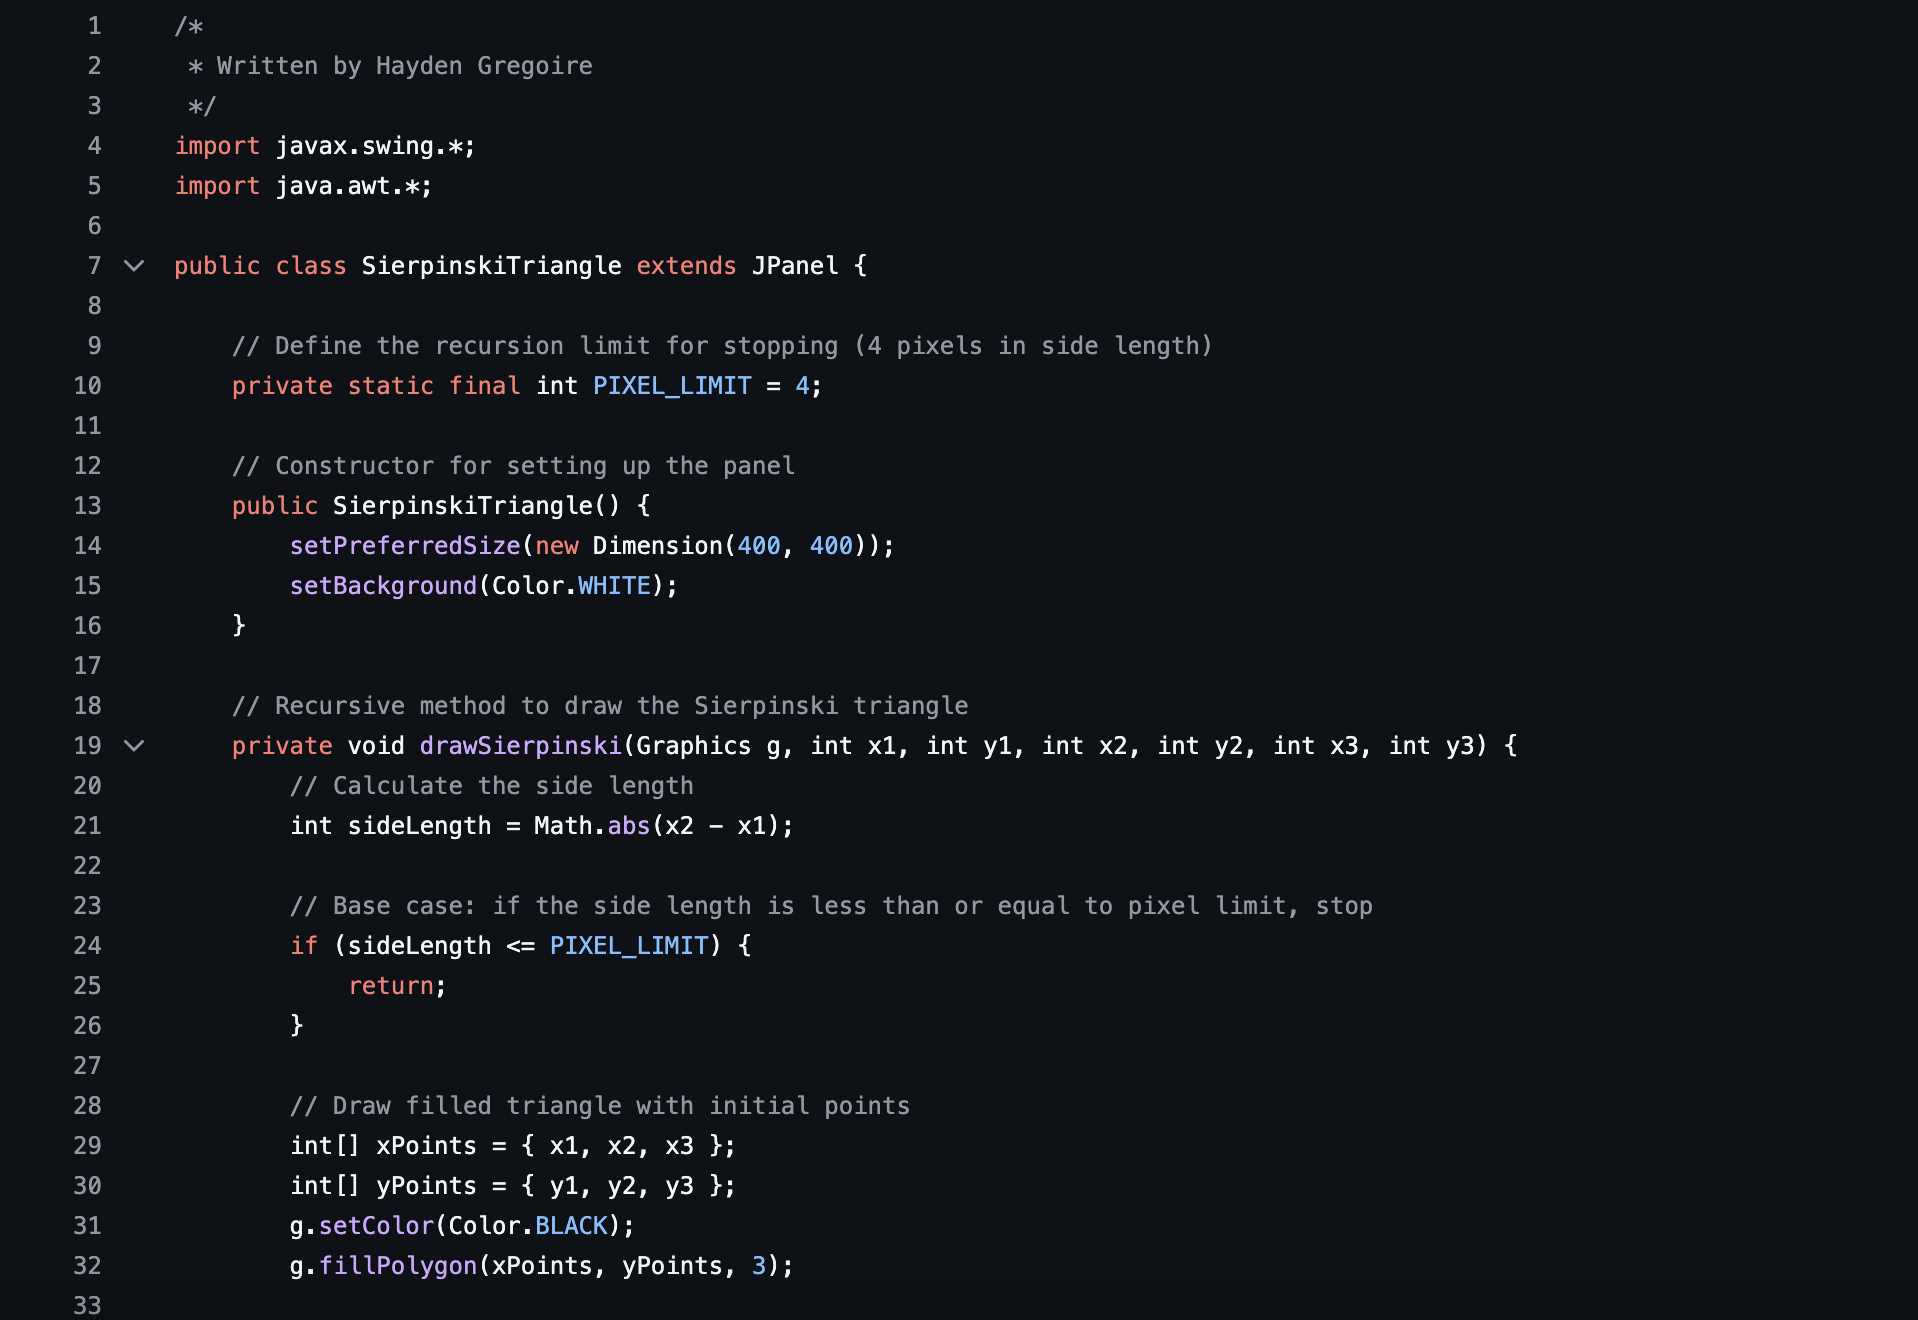 1 /*
2  * Written by Hayden Gregoire
3  */
4 import javax.swing.*;
5 import java.awt.*;
6
7 public class SierpinskiTriangle extends JPanel {
8
9     // Define the recursion limit for stopping (4 pixels in side length)
10     private static final int PIXEL_LIMIT = 4;
11
12     // Constructor for setting up the panel
13     public SierpinskiTriangle() {
14         setPreferredSize(new Dimension(400, 400));
15         setBackground(Color.WHITE);
16     }
17
18     // Recursive method to draw the Sierpinski triangle
19     private void drawSierpinski(Graphics g, int x1, int y1, int x2, int y2, int x3, int y3) {
20         // Calculate the side length
21         int sideLength = Math.abs(x2 - x1);
22
23         // Base case: if the side length is less than or equal to pixel limit, stop
24         if (sideLength <= PIXEL_LIMIT) {
25             return;
26         }
27
28         // Draw filled triangle with initial points
29         int[] xPoints = { x1, x2, x3 };
30         int[] yPoints = { y1, y2, y3 };
31         g.setColor(Color.BLACK);
32         g.fillPolygon(xPoints, yPoints, 3);
33